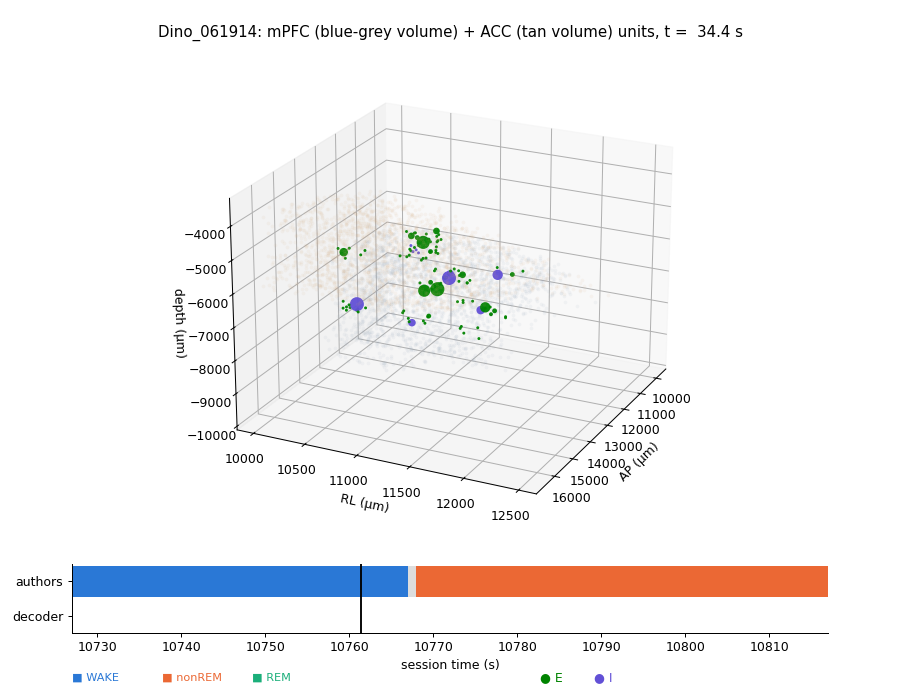 Dino_061914: mPFC (blue-grey volume) + ACC (tan volume) units, t =  34.4 s
−4000
−5000
−6000
−7000
−8000
−9000
−10000
depth (µm)
10000
10500
11000
11500
12000
12500
RL (µm)
10000
11000
12000
13000
14000
15000
16000
AP (µm)
authors
decoder
10730 10740 10750 10760 10770 10780 10790 10800 10810
session time (s)
WAKE nonREM REM E I